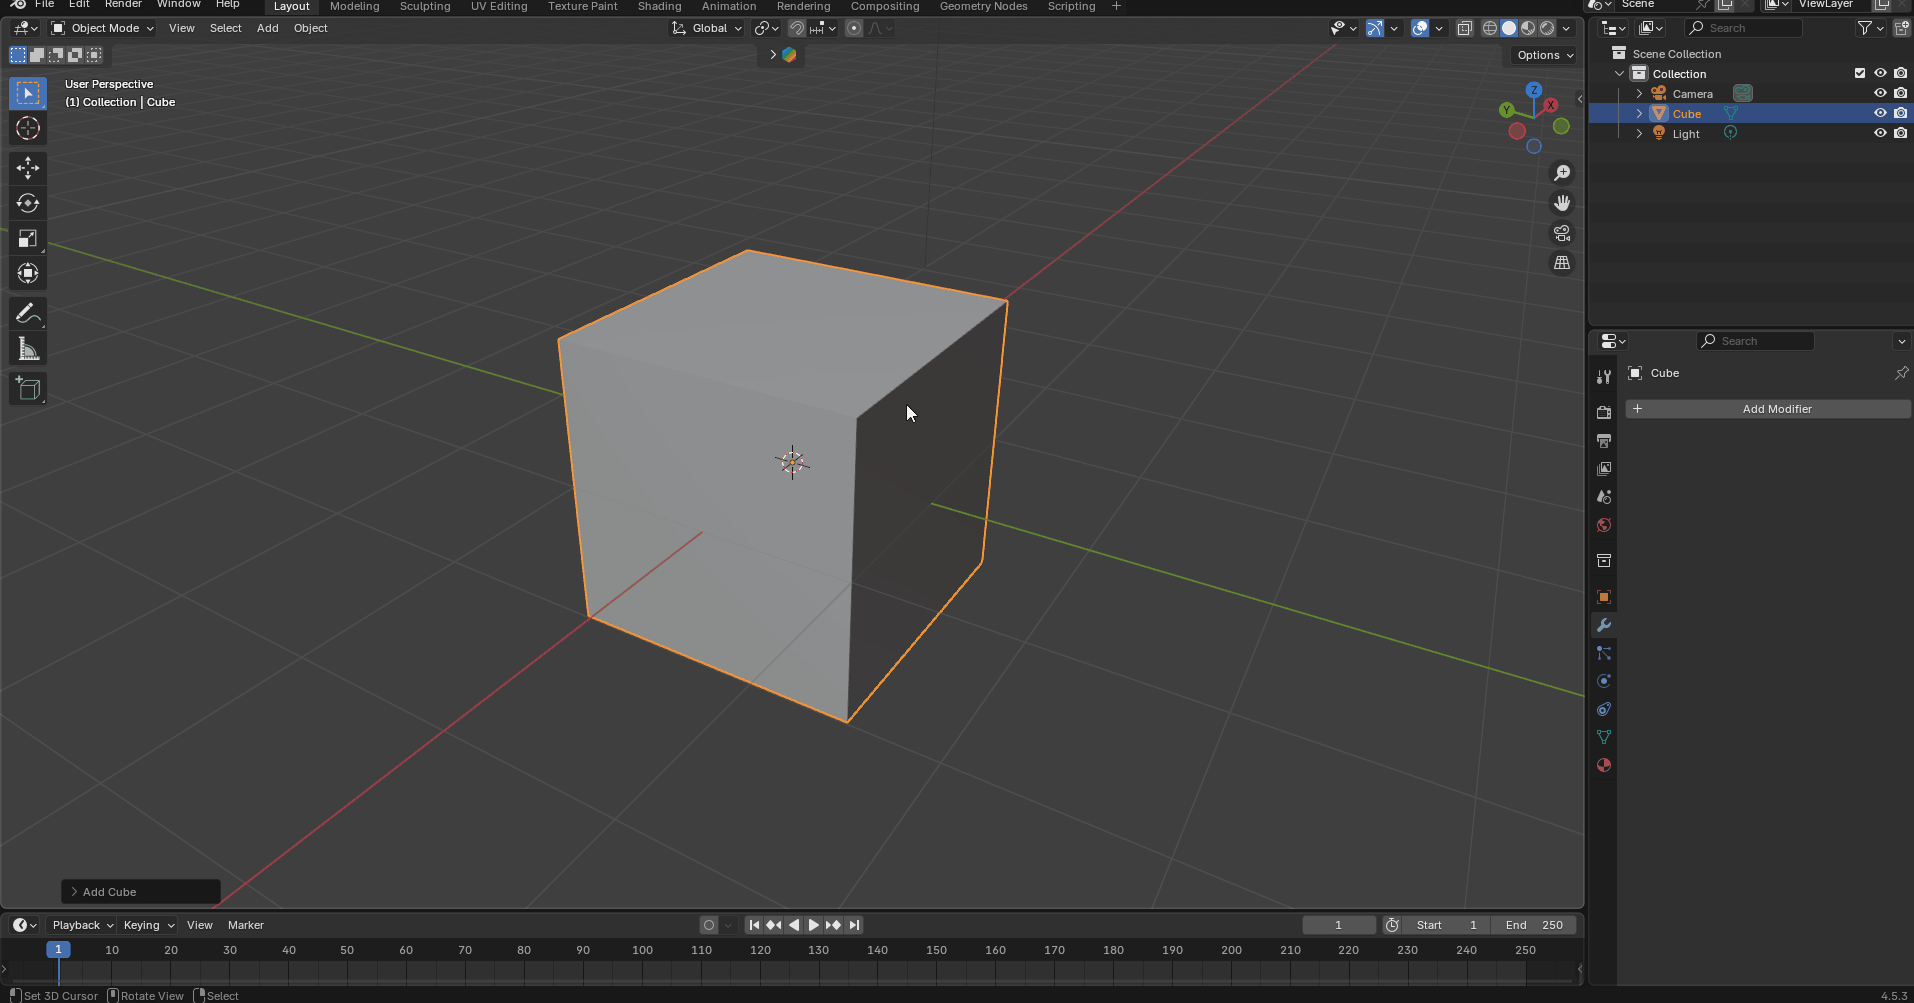 File Edit Render Window Help Layout Modeling Sculpting UV Editing Texture Paint Shading Animation Rendering Compositing Geometry Nodes Scripting + Scene ViewLayer
Object Mode View Select Add Object Global Search
Options
User Perspective
(1) Collection | Cube
Z
Y
X
Scene Collection
Collection
Camera
Cube
Light
Search
Cube
+ Add Modifier
Add Cube
Playback Keying View Marker 1 Start 1 End 250
1 10 20 30 40 50 60 70 80 90 100 110 120 130 140 150 160 170 180 190 200 210 220 230 240 250
Set 3D Cursor Rotate View Select 4.5.3